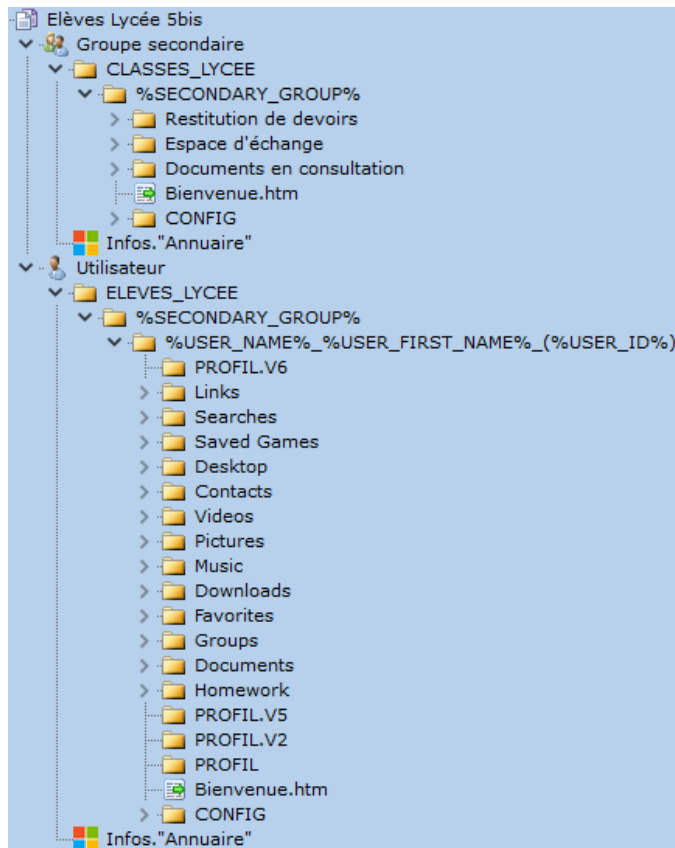 Elèves Lycée 5bis
Groupe secondaire
CLASSES_LYCEE
%SECONDARY_GROUP%
Restitution de devoirs
Espace d'échange
Documents en consultation
Bienvenue.htm
CONFIG
Infos."Annuaire"
Utilisateur
ELEVES_LYCEE
%SECONDARY_GROUP%
%USER_NAME%_%USER_FIRST_NAME%_(%USER_ID%)
PROFIL.V6
Links
Searches
Saved Games
Desktop
Contacts
Videos
Pictures
Music
Downloads
Favorites
Groups
Documents
Homework
PROFIL.V5
PROFIL.V2
PROFIL
Bienvenue.htm
CONFIG
Infos."Annuaire"